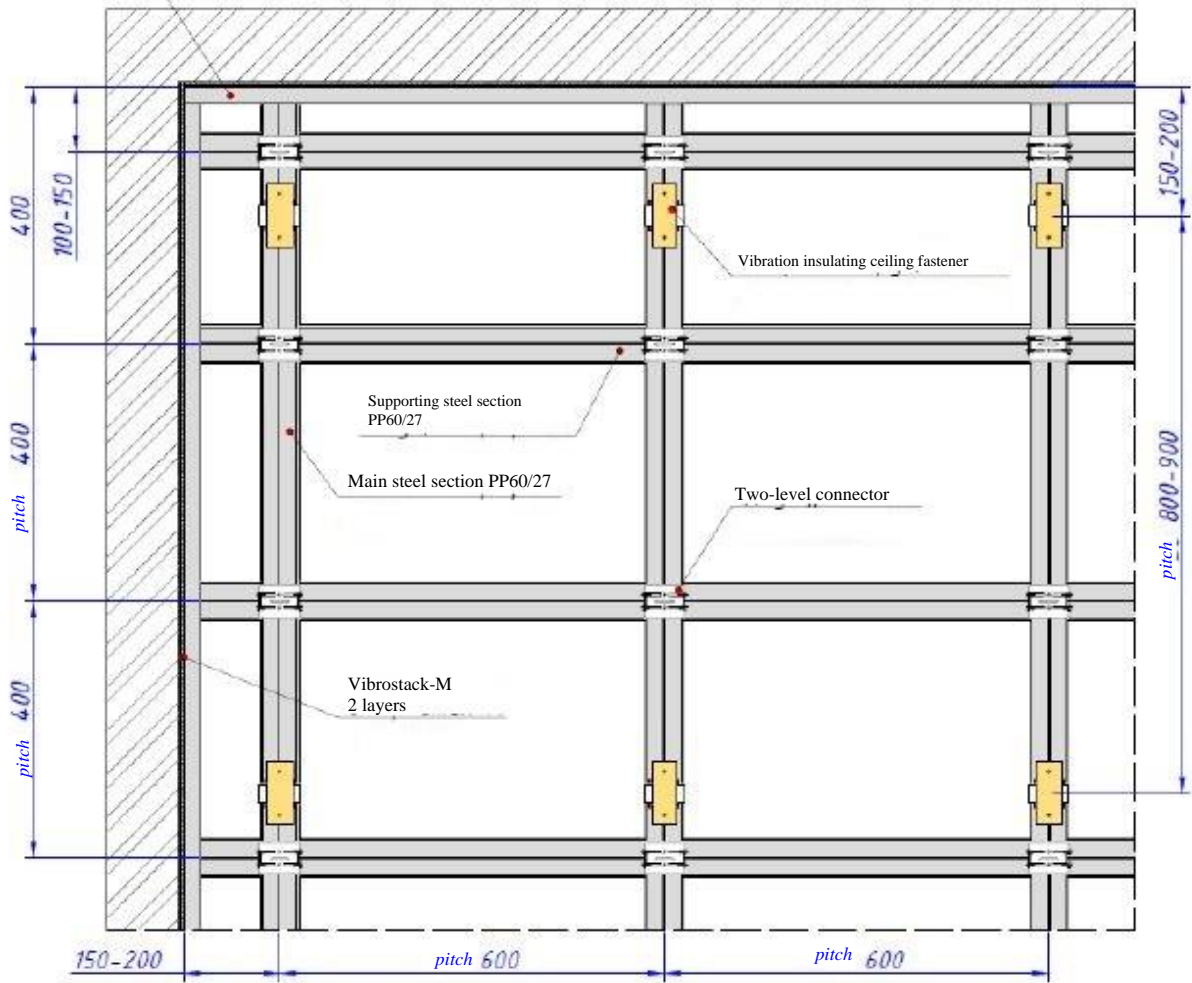 150-200
400
100-150
Vibration insulating ceiling fastener
Supporting steel section
PP60/27
400
pitch
Main steel section PP60/27
Two-level connector
pitch 800-900
Vibrostack-M
2 layers
400
pitch
150-200
pitch 600
pitch 600